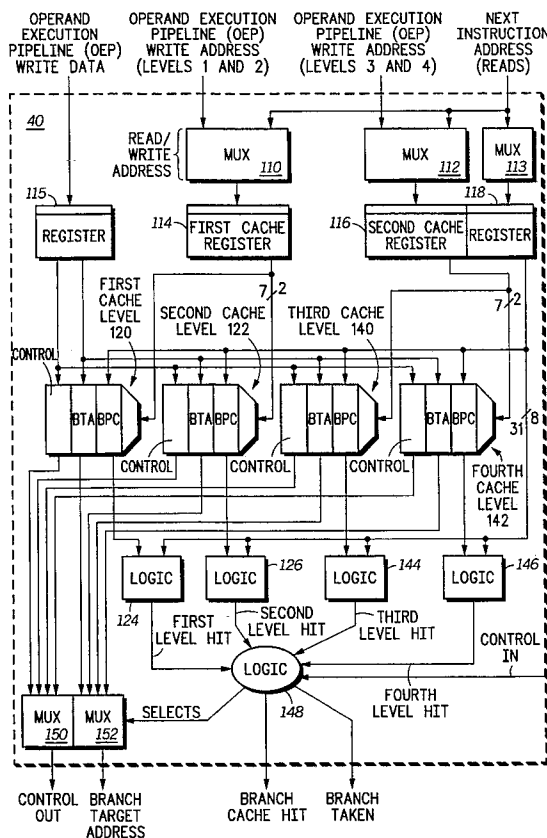 OPERAND
EXECUTION
PIPELINE (OEP)
WRITE DATA
OPERAND EXECUTION
PIPELINE (OEP)
WRITE ADDRESS
(LEVELS 1 AND 2)
OPERAND EXECUTION
PIPELINE (OEP)
WRITE ADDRESS
(LEVELS 3 AND 4)
NEXT
INSTRUCTION
ADDRESS
(READS)
40
READ/
WRITE
ADDRESS
MUX
110
MUX
112
MUX
113
115
REGISTER
114
FIRST CACHE
REGISTER
116
SECOND CACHE
REGISTER
118
REGISTER
FIRST
CACHE
LEVEL
120
SECOND CACHE
LEVEL 122
7 2
THIRD CACHE
LEVEL 140
7 2
CONTROL
BTA BPC
CONTROL
BTA BPC
CONTROL
BTA BPC
CONTROL
BTA BPC
31 8
FOURTH
CACHE
LEVEL
142
LOGIC
124
LOGIC
126
LOGIC
144
LOGIC
146
FIRST
LEVEL HIT
SECOND
LEVEL HIT
THIRD
LEVEL HIT
CONTROL
IN
FOURTH
LEVEL HIT
LOGIC
148
SELECTS
MUX
150
MUX
152
CONTROL
OUT
BRANCH
TARGET
ADDRESS
BRANCH
CACHE HIT
BRANCH
TAKEN